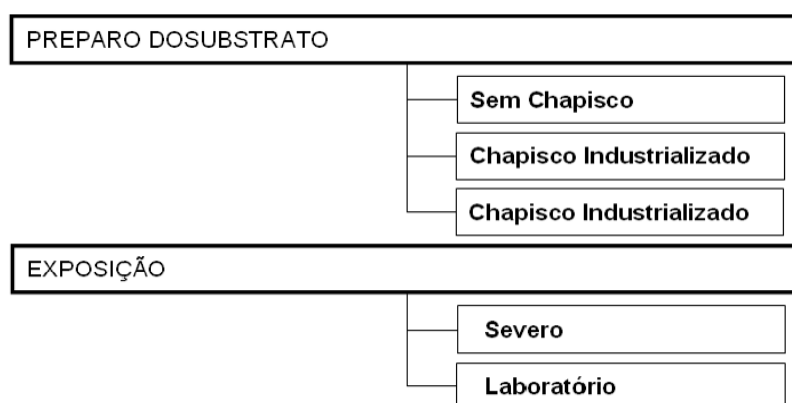 PREPARO DOSUBSTRATO
Sem Chapisco
Chapisco Industrializado
Chapisco Industrializado
EXPOSIÇÃO
Severo
Laboratório